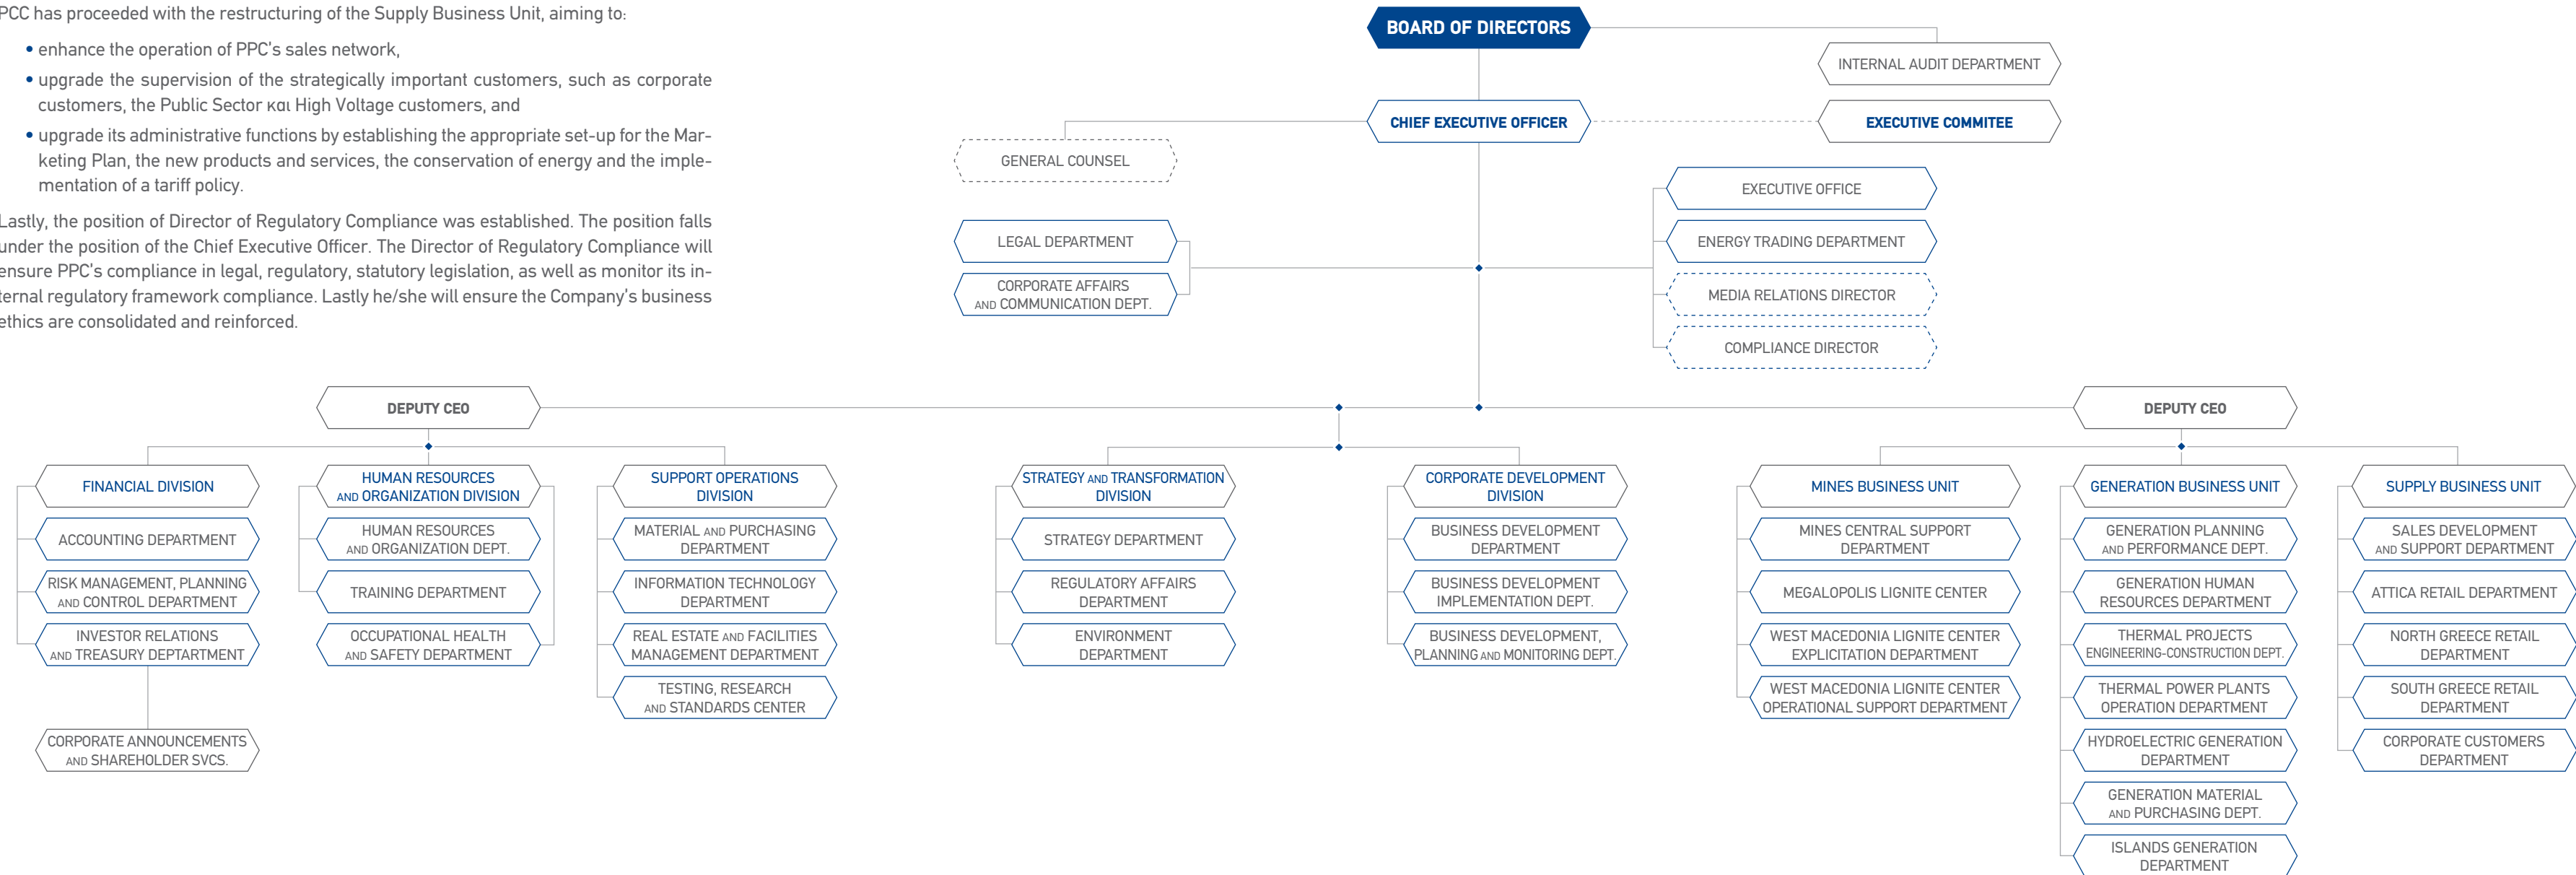 PCC has proceeded with the restructuring of the Supply Business Unit, aiming to:
• enhance the operation of PPC's sales network,
• upgrade the supervision of the strategically important customers, such as corporate
customers, the Public Sector και High Voltage customers, and
• upgrade its administrative functions by establishing the appropriate set-up for the Mar-
keting Plan, the new products and services, the conservation of energy and the imple-
mentation of a tariff policy.
Lastly, the position of Director of Regulatory Compliance was established. The position falls
under the position of the Chief Executive Officer. The Director of Regulatory Compliance will
ensure PPC's compliance in legal, regulatory, statutory legislation, as well as monitor its in-
ternal regulatory framework compliance. Lastly he/she will ensure the Company's business
ethics are consolidated and reinforced.
BOARD OF DIRECTORS
INTERNAL AUDIT DEPARTMENT
CHIEF EXECUTIVE OFFICER
EXECUTIVE COMMITEE
GENERAL COUNSEL
EXECUTIVE OFFICE
LEGAL DEPARTMENT
ENERGY TRADING DEPARTMENT
CORPORATE AFFAIRS
AND COMMUNICATION DEPT.
MEDIA RELATIONS DIRECTOR
COMPLIANCE DIRECTOR
DEPUTY CEO
DEPUTY CEO
FINANCIAL DIVISION
ACCOUNTING DEPARTMENT
RISK MANAGEMENT, PLANNING
AND CONTROL DEPARTMENT
INVESTOR RELATIONS
AND TREASURY DEPTARTMENT
CORPORATE ANNOUNCEMENTS
AND SHAREHOLDER SVCS.
HUMAN RESOURCES
AND ORGANIZATION DIVISION
HUMAN RESOURCES
AND ORGANIZATION DEPT.
TRAINING DEPARTMENT
OCCUPATIONAL HEALTH
AND SAFETY DEPARTMENT
SUPPORT OPERATIONS
DIVISION
MATERIAL AND PURCHASING
DEPARTMENT
INFORMATION TECHNOLOGY
DEPARTMENT
REAL ESTATE AND FACILITIES
MANAGEMENT DEPARTMENT
TESTING, RESEARCH
AND STANDARDS CENTER
STRATEGY AND TRANSFORMATION
DIVISION
STRATEGY DEPARTMENT
REGULATORY AFFAIRS
DEPARTMENT
ENVIRONMENT
DEPARTMENT
CORPORATE DEVELOPMENT
DIVISION
BUSINESS DEVELOPMENT
DEPARTMENT
BUSINESS DEVELOPMENT
IMPLEMENTATION DEPT.
BUSINESS DEVELOPMENT,
PLANNING AND MONITORING DEPT.
MINES BUSINESS UNIT
MINES CENTRAL SUPPORT
DEPARTMENT
MEGALOPOLIS LIGNITE CENTER
WEST MACEDONIA LIGNITE CENTER
EXPLICITATION DEPARTMENT
WEST MACEDONIA LIGNITE CENTER
OPERATIONAL SUPPORT DEPARTMENT
GENERATION BUSINESS UNIT
GENERATION PLANNING
AND PERFORMANCE DEPT.
GENERATION HUMAN
RESOURCES DEPARTMENT
THERMAL PROJECTS
ENGINEERING-CONSTRUCTION DEPT.
THERMAL POWER PLANTS
OPERATION DEPARTMENT
HYDROELECTRIC GENERATION
DEPARTMENT
GENERATION MATERIAL
AND PURCHASING DEPT.
ISLANDS GENERATION
DEPARTMENT
SUPPLY BUSINESS UNIT
SALES DEVELOPMENT
AND SUPPORT DEPARTMENT
ATTICA RETAIL DEPARTMENT
NORTH GREECE RETAIL
DEPARTMENT
SOUTH GREECE RETAIL
DEPARTMENT
CORPORATE CUSTOMERS
DEPARTMENT